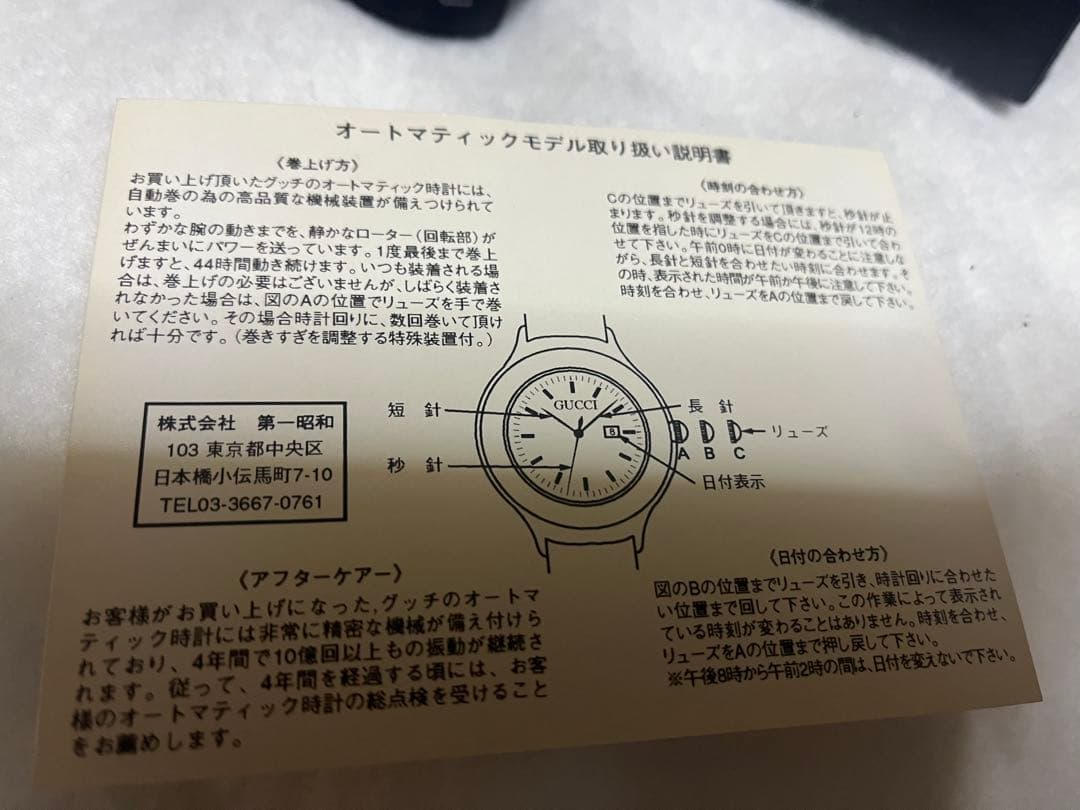 オートマティックモデル取り扱い説明書
《巻上げ方》
お買い上げ頂いたグッチのオートマティック時計には、
自動巻の為の高品質な機械装置が備えつけられて
います。
わずかな腕の動きまでを、静かなローター(回転部)が
ぜんまいにパワーを送っています。1度最後まで巻上
げますと、44時間動き続けます。いつも装着される場
合は、巻上げの必要はございませんが、しばらく装着さ
れなかった場合は、図のAの位置でリューズを手で巻
いてください。その場合時計回りに、数回巻いて頂け
れば十分です。(巻きすぎを調整する特殊装置付。)
《時刻の合わせ方》
Cの位置までリューズを引いて頂きますと、秒針が止
まります。秒針を調整する場合には、秒針が12時の
位置を指した時にリューズをCの位置まで引いて合わ
せて下さい。午前0時に日付が変わることに注意しな
がら、長針と短針を合わせたい時刻に合わせます。そ
の時、表示された時間が午前か午後に注意して下さい。
時刻を合わせ、リューズをAの位置まで戻して下さい。
株式会社 第一昭和
103 東京都中央区
日本橋小伝馬町7-10
TEL03-3667-0761
短針
秒針
GUCCI
8
長針
リューズ
A B C
日付表示
《アフターケアー》
お客様がお買い上げになった,グッチのオートマ
ティック時計には非常に精密な機械が備え付けら
れており、4年間で10億回以上もの振動が継続さ
れます。従って、4年間を経過する頃には、お客
様のオートマティック時計の総点検を受けること
をお薦めします。
《日付の合わせ方》
図のBの位置までリューズを引き、時計回りに合わせた
い位置まで回して下さい。この作業によって表示され
ている時刻が変わることはありません。時刻を合わせ、
リューズをAの位置まで押し戻して下さい。
※午後8時から午前2時の間は、日付を変えないで下さい。